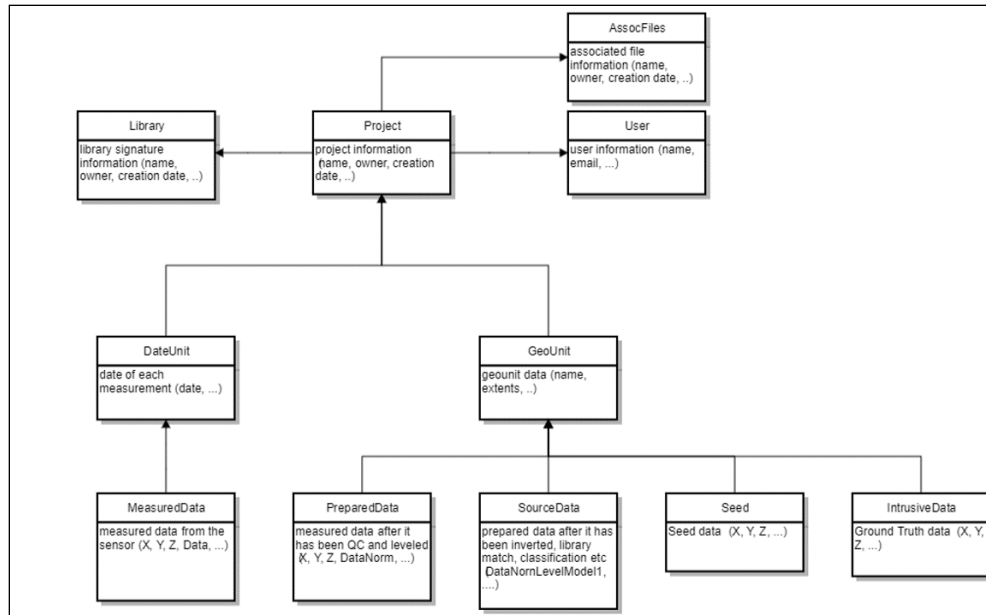 AssocFiles
associated file
information (name,
owner, creation date, ..)
Library
library signature
information (name,
owner, creation date, ..)
Project
project information
(name, owner, creation
date, ..)
User
user information (name,
email, ...)
DateUnit
date of each
measurement (date, ...)
GeoUnit
geounit data (name,
extents, ..)
MeasuredData
measured data from the
sensor (X, Y, Z, Data, ...)
PreparedData
measured data after it
has been QC and leveled
(X, Y, Z, DataNorm, ...)
SourceData
prepared data after it has
been inverted, library
match, classification etc
(DataNornLevelModel1,
....)
Seed
Seed data (X, Y, Z, ...)
IntrusiveData
Ground Truth data (X, Y,
Z, ...)